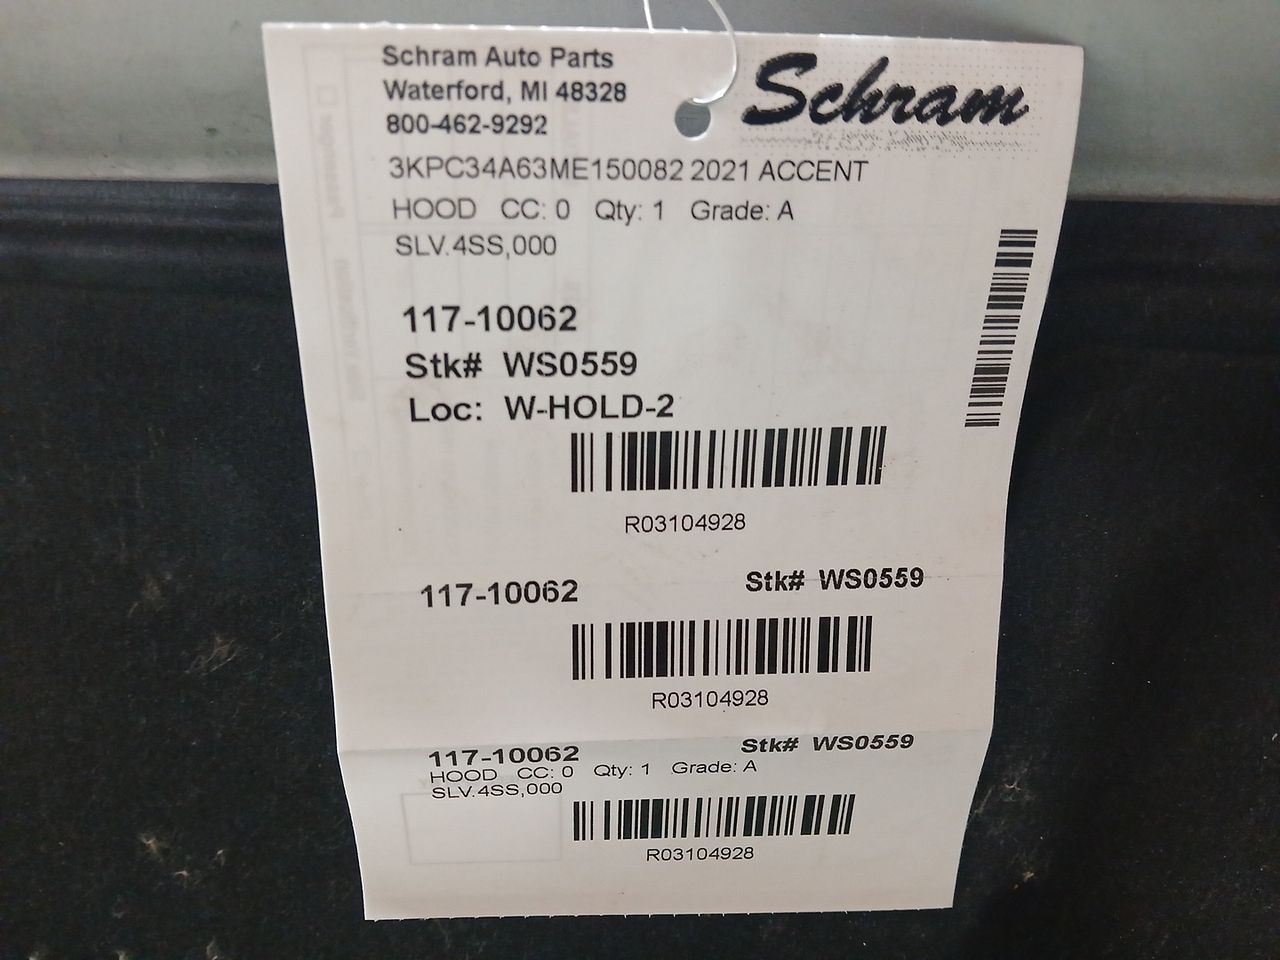 Schram Auto Parts
Waterford, MI 48328
800-462-9292
Schram
3KPC34A63ME150082 2021 ACCENT
HOOD CC: 0 Qty: 1 Grade: A
SLV.4SS,000
117-10062
Stk# WS0559
Loc: W-HOLD-2
R03104928
117-10062 Stk# WS0559
R03104928
117-10062 Stk# WS0559
HOOD CC: 0 Qty: 1 Grade: A
SLV.4SS,000
R03104928